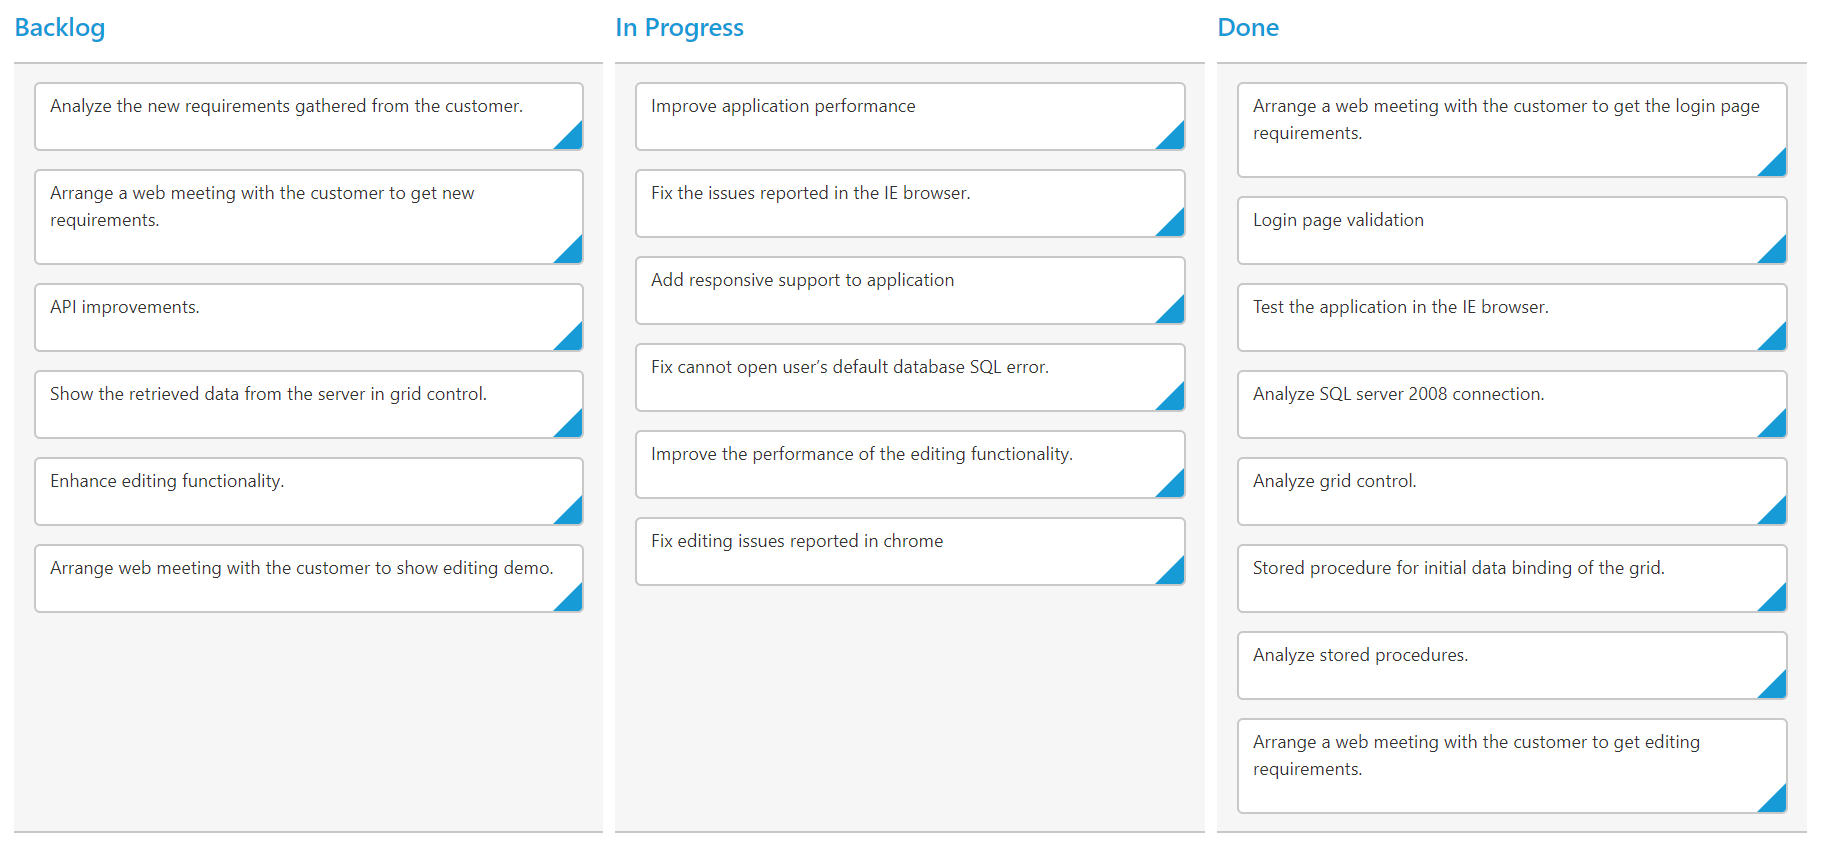 Backlog
Analyze the new requirements gathered from the customer.
Arrange a web meeting with the customer to get new
requirements.
API improvements.
Show the retrieved data from the server in grid control.
Enhance editing functionality.
Arrange web meeting with the customer to show editing demo.
In Progress
Improve application performance
Fix the issues reported in the IE browser.
Add responsive support to application
Fix cannot open user’s default database SQL error.
Improve the performance of the editing functionality.
Fix editing issues reported in chrome
Done
Arrange a web meeting with the customer to get the login page
requirements.
Login page validation
Test the application in the IE browser.
Analyze SQL server 2008 connection.
Analyze grid control.
Stored procedure for initial data binding of the grid.
Analyze stored procedures.
Arrange a web meeting with the customer to get editing
requirements.